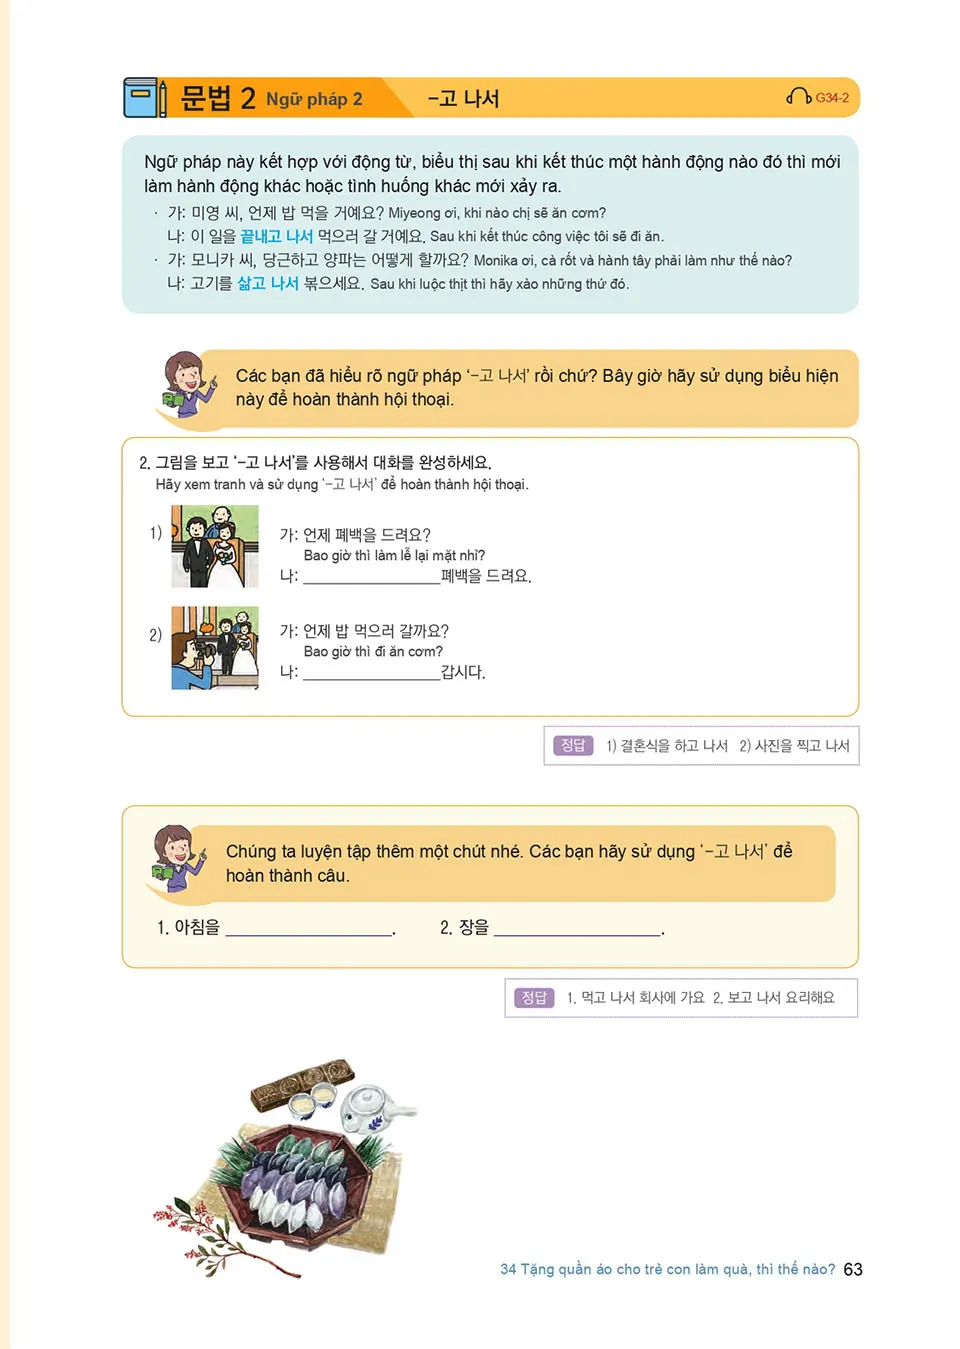 문법 2 Ngữ pháp 2 -고 나서 G34-2
Ngữ pháp này kết hợp với động từ, biểu thị sau khi kết thúc một hành động nào đó thì mới
làm hành động khác hoặc tình huống khác mới xảy ra.
· 가: 미영 씨, 언제 밥 먹을 거예요? Miyeong ơi, khi nào chị sẽ ăn cơm?
나: 이 일을 끝내고 나서 먹으러 갈 거예요. Sau khi kết thúc công việc tôi sẽ đi ăn.
· 가: 모니카 씨, 당근하고 양파는 어떻게 할까요? Monika ơi, cà rốt và hành tây phải làm như thế nào?
나: 고기를 삶고 나서 볶으세요. Sau khi luộc thịt thì hãy xào những thứ đó.
Các bạn đã hiểu rõ ngữ pháp ‘-고 나서’ rồi chứ? Bây giờ hãy sử dụng biểu hiện
này để hoàn thành hội thoại.
2. 그림을 보고 ‘-고 나서’를 사용해서 대화를 완성하세요.
Hãy xem tranh và sử dụng ‘-고 나서’ để hoàn thành hội thoại.
1) 가: 언제 폐백을 드려요?
Bao giờ thì làm lễ lại mặt nhỉ?
나: _________________폐백을 드려요.
2) 가: 언제 밥 먹으러 갈까요?
Bao giờ thì đi ăn cơm?
나: _________________갑시다.
정답 1) 결혼식을 하고 나서 2) 사진을 찍고 나서
Chúng ta luyện tập thêm một chút nhé. Các bạn hãy sử dụng ‘-고 나서’ để
hoàn thành câu.
1. 아침을 ____________________. 2. 장을 ____________________.
정답 1. 먹고 나서 회사에 가요 2. 보고 나서 요리해요
34 Tặng quần áo cho trẻ con làm quà, thì thế nào? 63